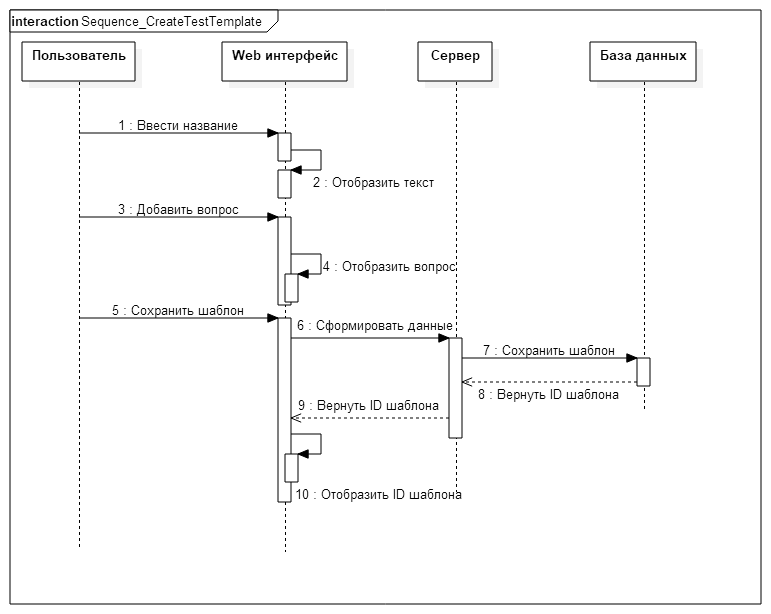 interaction Sequence_CreateTestTemplate
Пользователь
Web интерфейс
Сервер
База данных
1 : Ввести название
2 : Отобразить текст
3 : Добавить вопрос
4 : Отобразить вопрос
5 : Сохранить шаблон
6 : Сформировать данные
7 : Сохранить шаблон
8 : Вернуть ID шаблона
9 : Вернуть ID шаблона
10 : Отобразить ID шаблона